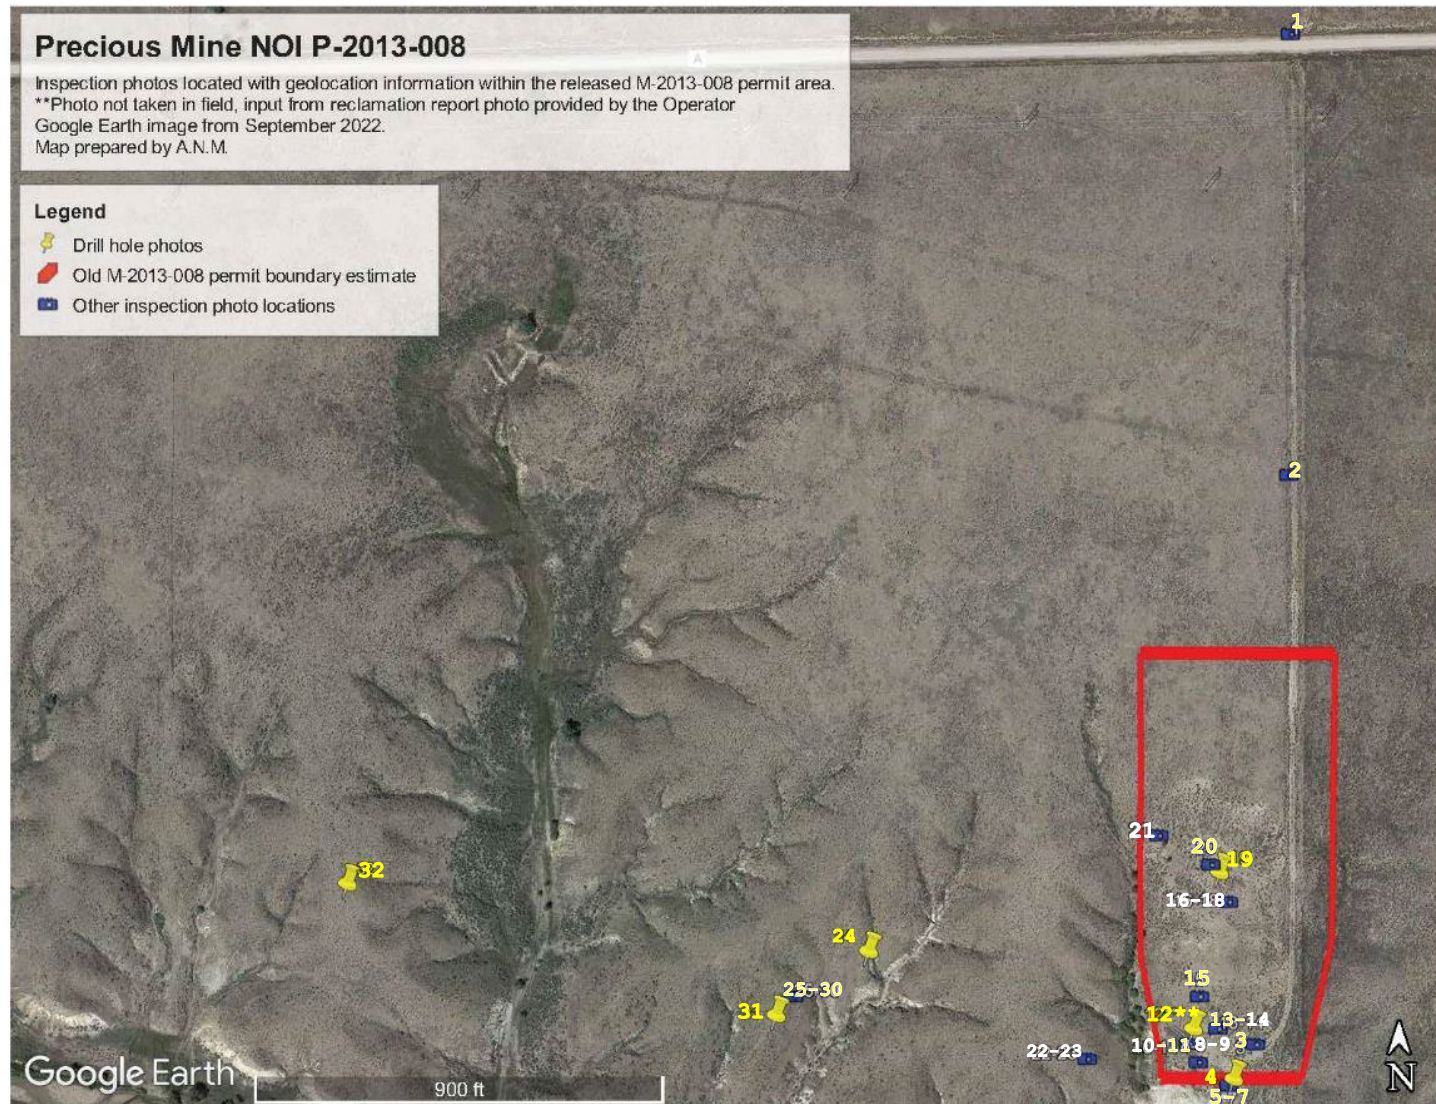 Precious Mine NOI P-2013-008
Inspection photos located with geolocation information within the released M-2013-008 permit area.
**Photo not taken in field, input from reclamation report photo provided by the Operator
Google Earth image from September 2022.
Map prepared by A.N.M.
Legend
Drill hole photos
Old M-2013-008 permit boundary estimate
Other inspection photo locations
1
A
2
21
20
19
16-18
32
24
25-30
31
15
12**
13-14
10-11
8-9
3
22-23
4
5-7
Google Earth
900 ft
N